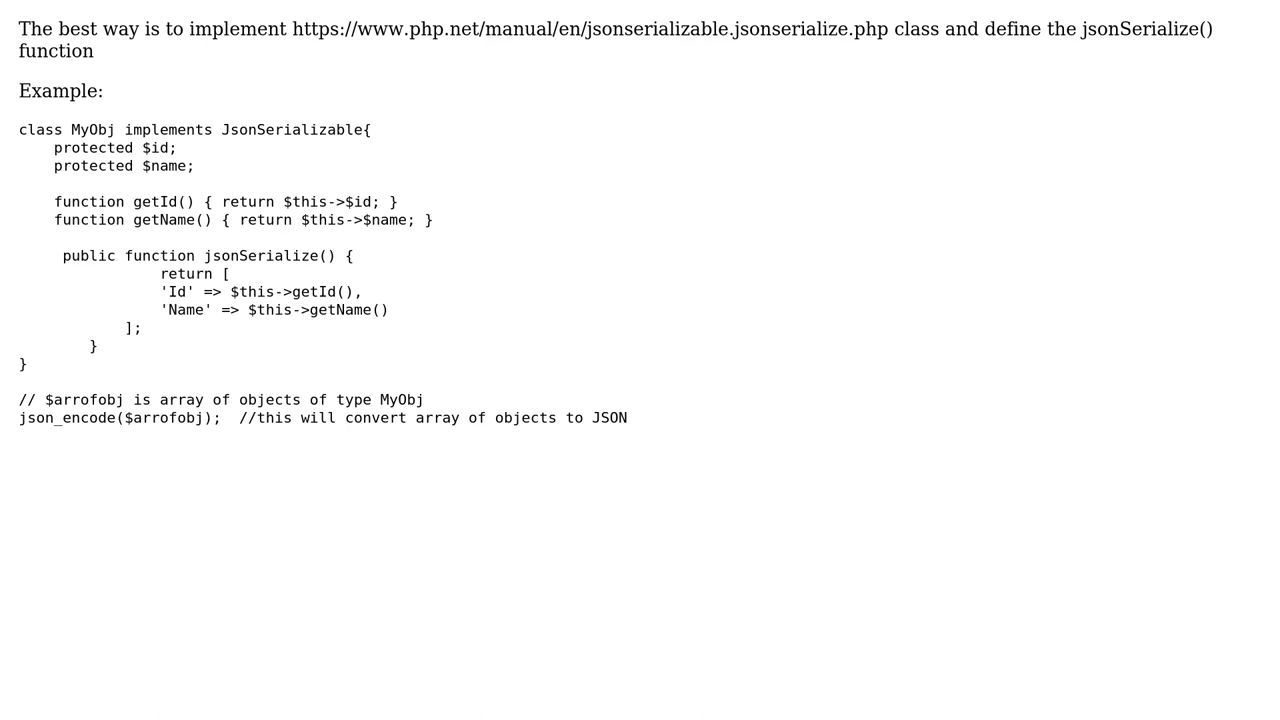 The best way is to implement https://www.php.net/manual/en/jsonserializable.jsonserialize.php class and define the jsonSerialize()
function
Example:
class MyObj implements JsonSerializable{
    protected $id;
    protected $name;

    function getId() { return $this->$id; }
    function getName() { return $this->$name; }

     public function jsonSerialize() {
                return [
                'Id' => $this->getId(),
                'Name' => $this->getName()
            ];
        }
}

// $arrofobj is array of objects of type MyObj
json_encode($arrofobj);  //this will convert array of objects to JSON